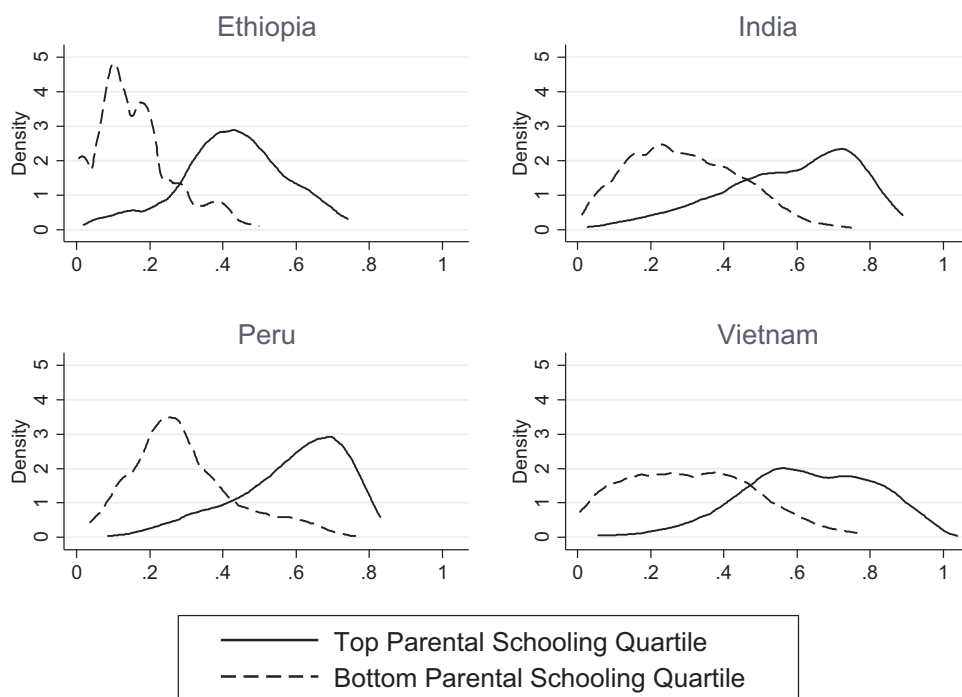 Ethiopia
Density
0 1 2 3 4 5
0 .2 .4 .6 .8 1
India
Density
0 1 2 3 4 5
0 .2 .4 .6 .8 1
Peru
Density
0 1 2 3 4 5
0 .2 .4 .6 .8 1
Vietnam
Density
0 1 2 3 4 5
0 .2 .4 .6 .8 1
Top Parental Schooling Quartile
Bottom Parental Schooling Quartile